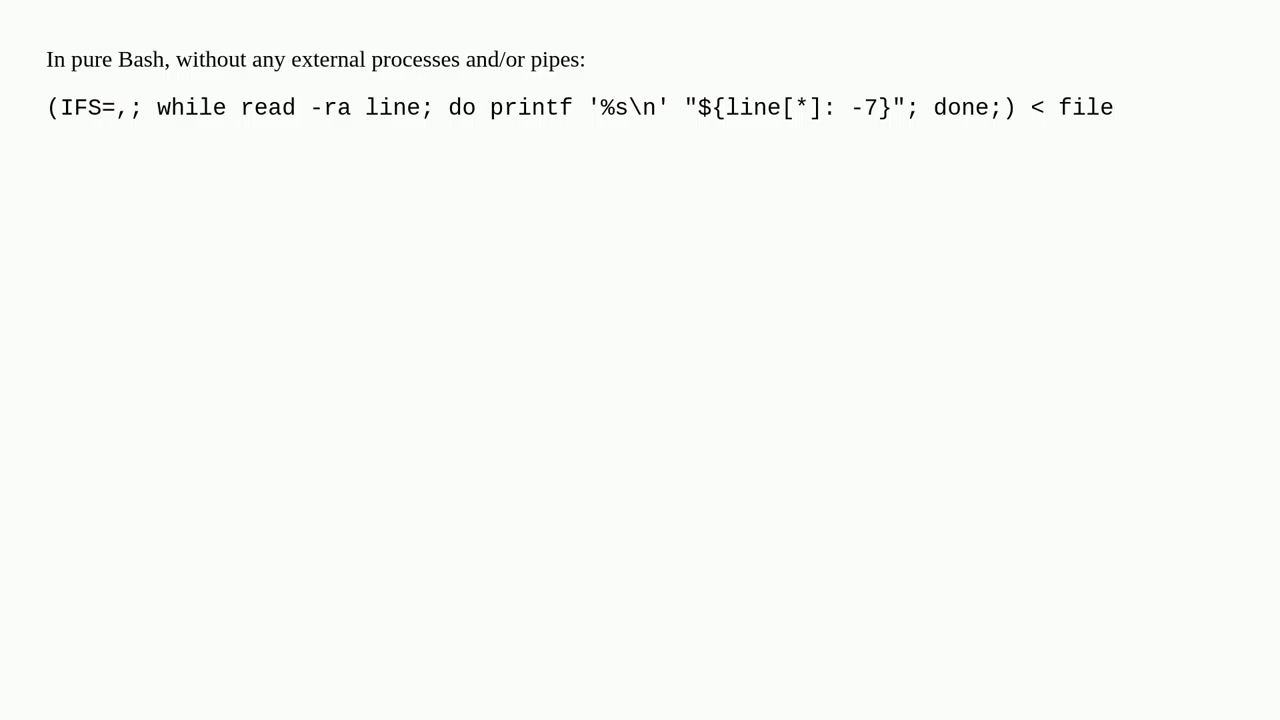 In pure Bash, without any external processes and/or pipes:
(IFS=,; while read -ra line; do printf '%s\n' "${line[*]: -7}"; done;) < file